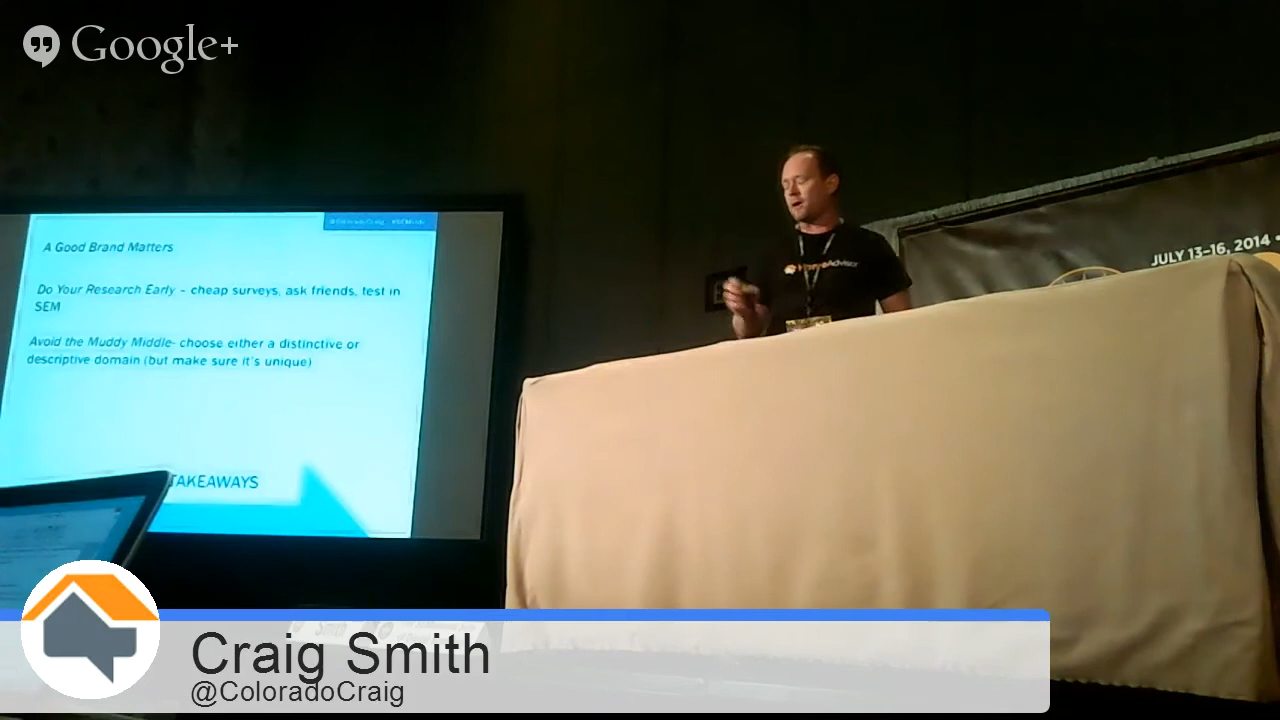 Google+
A Good Brand Matters
Do Your Research Early – cheap surveys, ask friends, test in
SEM
Avoid the Muddy Middle- choose either a distinctive or
descriptive domain (but make sure it's unique)
TAKEAWAYS
JULY 13-16, 2014
HomeAdvisor
Smith
Craig Smith
@ColoradoCraig